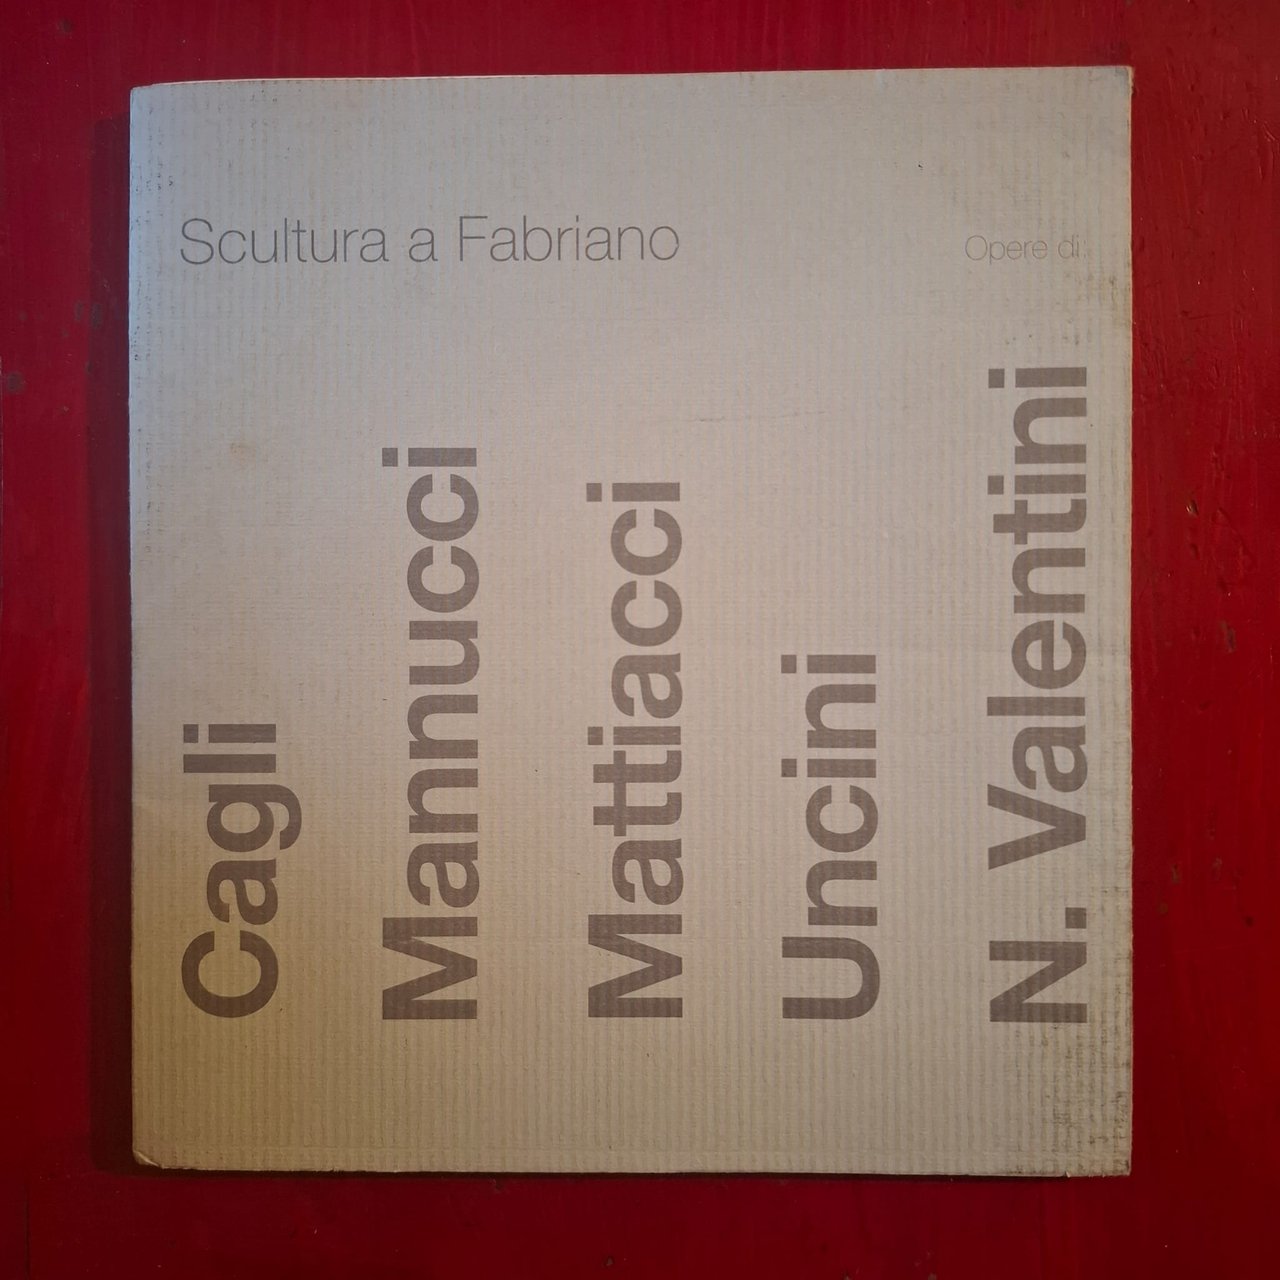 Scultura a Fabriano
Opere di:
Cagli
Mannucci
Mattiacci
Uncini
N. Valentini